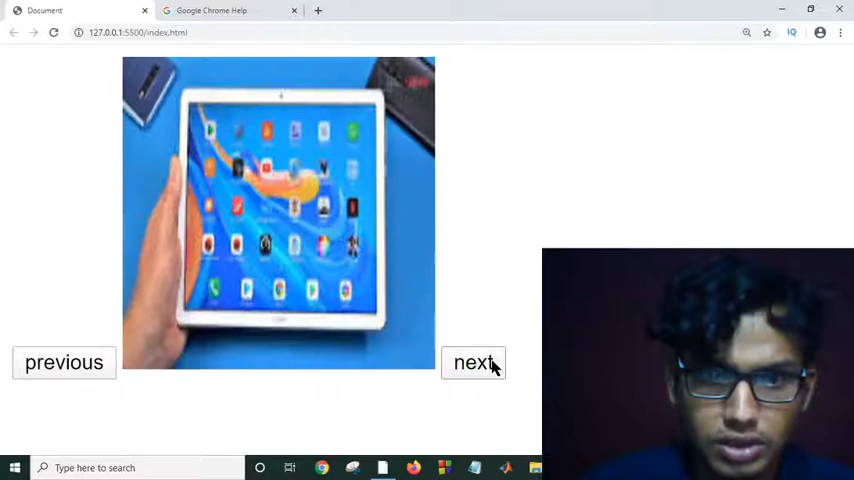 Document
Google Chrome Help
127.0.0.1:5500/index.html
previous
next
Type here to search